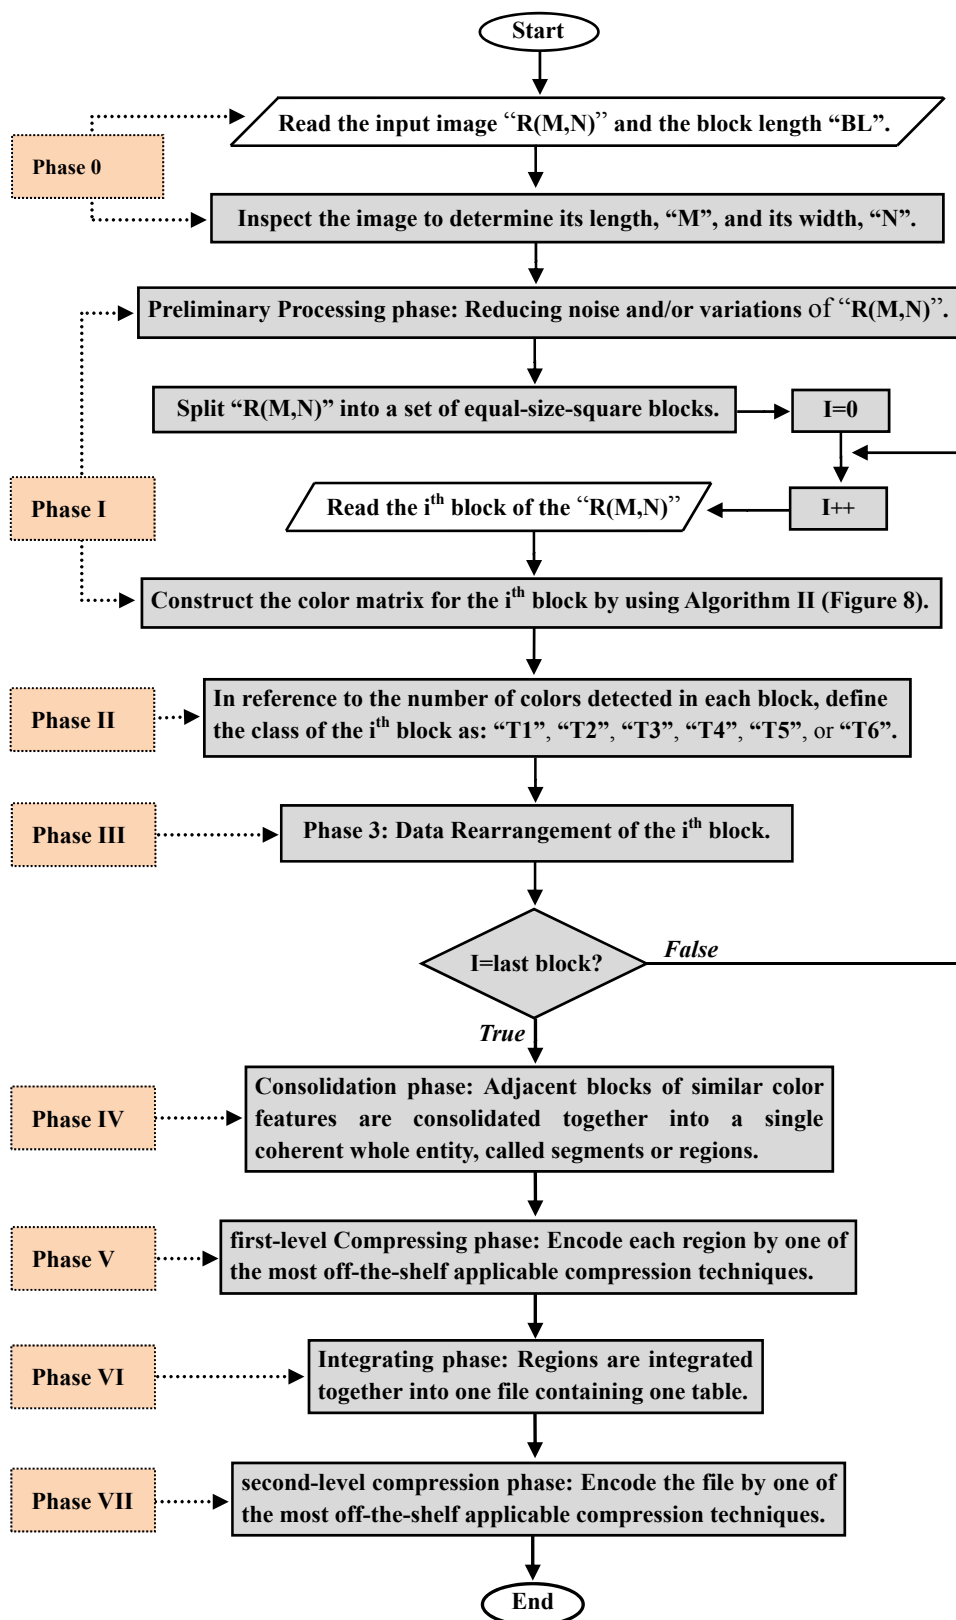 Start
Read the input image “R(M,N)” and the block length “BL”.
Phase 0
Inspect the image to determine its length, “M”, and its width, “N”.
Preliminary Processing phase: Reducing noise and/or variations of “R(M,N)”.
Split “R(M,N)” into a set of equal-size-square blocks.
I=0
Phase I
Read the i^th block of the “R(M,N)”
I++
Construct the color matrix for the i^th block by using Algorithm II (Figure 8).
Phase II
In reference to the number of colors detected in each block, define
the class of the i^th block as: “T1”, “T2”, “T3”, “T4”, “T5”, or “T6”.
Phase III
Phase 3: Data Rearrangement of the i^th block.
I=last block?
False
True
Phase IV
Consolidation phase: Adjacent blocks of similar color
features are consolidated together into a single
coherent whole entity, called segments or regions.
Phase V
first-level Compressing phase: Encode each region by one of
the most off-the-shelf applicable compression techniques.
Phase VI
Integrating phase: Regions are integrated
together into one file containing one table.
Phase VII
second-level compression phase: Encode the file by one of
the most off-the-shelf applicable compression techniques.
End